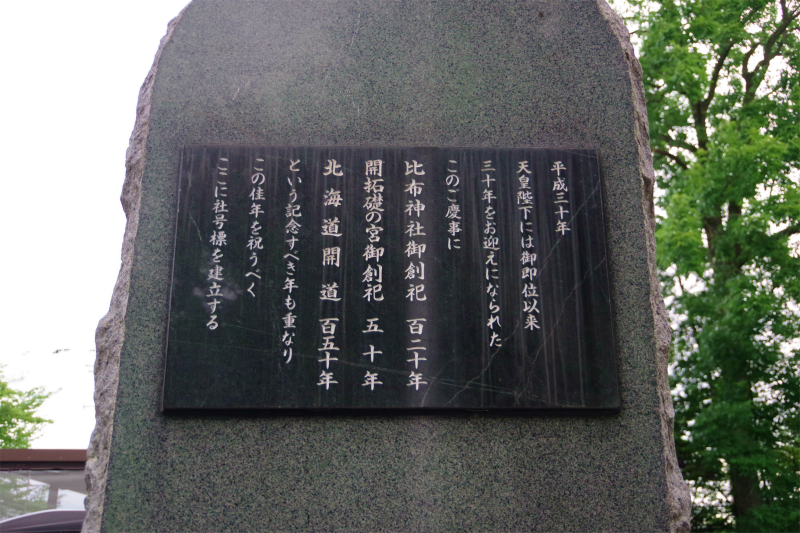 平成三十年
天皇陛下には御即位以来
三十年をお迎えになられた
このご慶事に
比布神社御創祀 百二十年
開拓礎の宮御創祀 五十年
北海道開道 百五十年
という記念すべき年も重なり
この佳年を祝うべく
ここに社号標を建立する